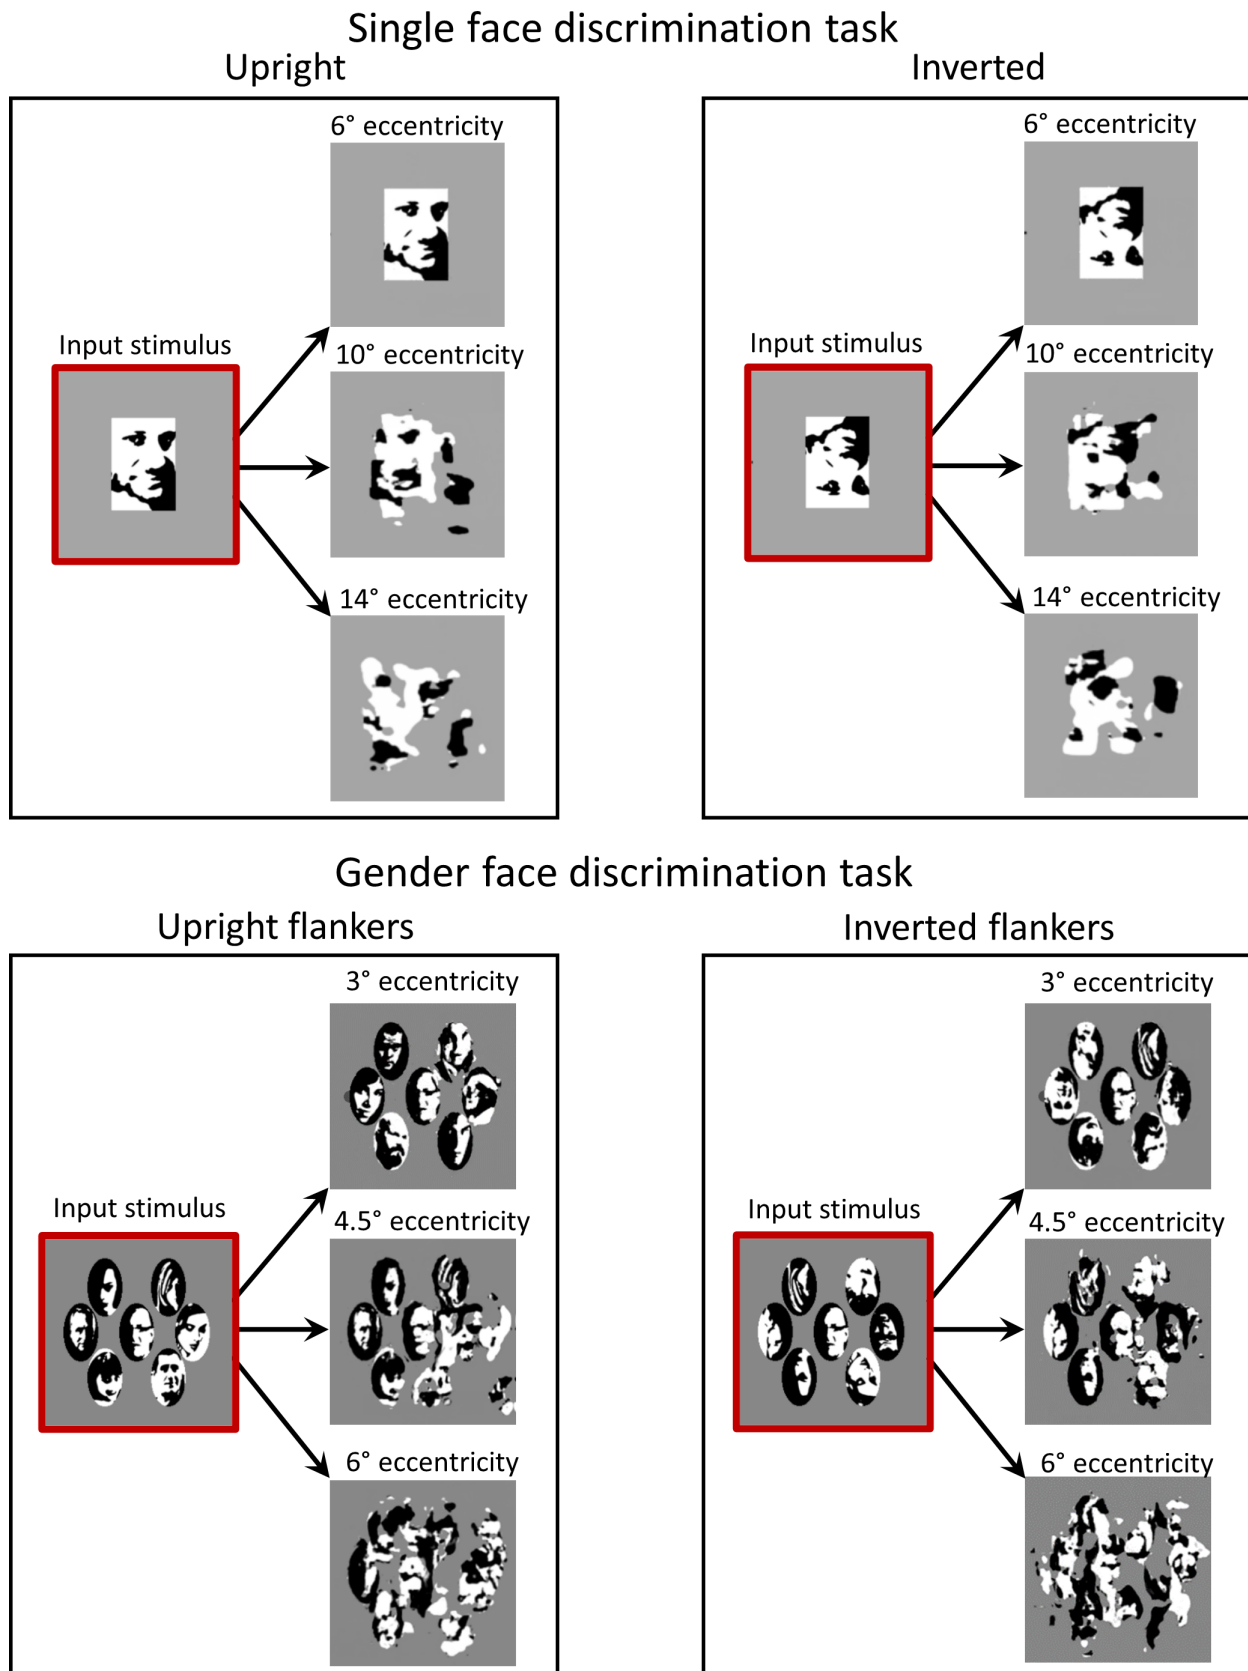 Single face discrimination task
Upright
Inverted
6° eccentricity
Input stimulus
10° eccentricity
14° eccentricity
6° eccentricity
Input stimulus
10° eccentricity
14° eccentricity
Gender face discrimination task
Upright flankers
Inverted flankers
3° eccentricity
Input stimulus
4.5° eccentricity
6° eccentricity
3° eccentricity
Input stimulus
4.5° eccentricity
6° eccentricity